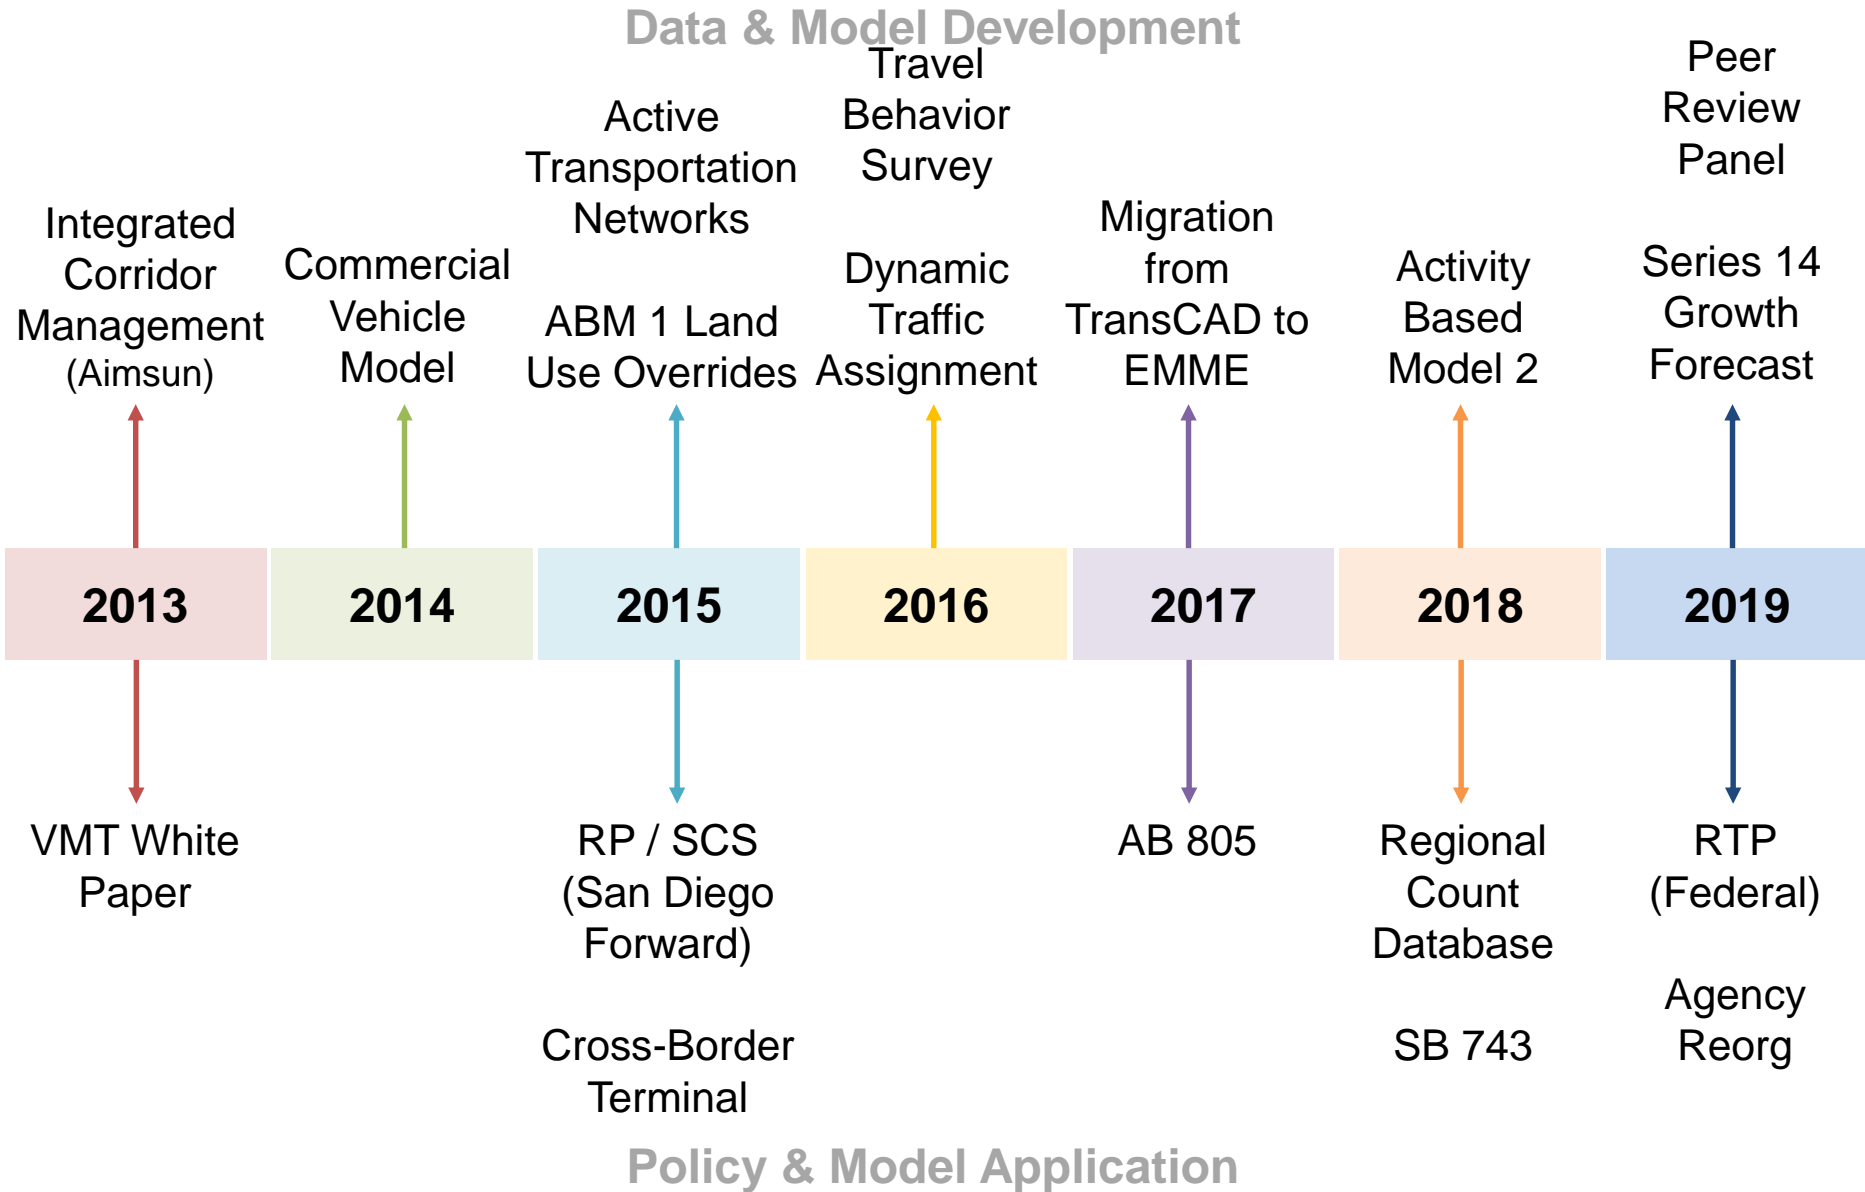 Data & Model Development
Integrated
Corridor
Management
(Aimsun)
Commercial
Vehicle
Model
Active
Transportation
Networks
ABM 1 Land
Use Overrides
Travel
Behavior
Survey
Dynamic
Traffic
Assignment
Migration
from
TransCAD to
EMME
Activity
Based
Model 2
Peer
Review
Panel
Series 14
Growth
Forecast
2013
2014
2015
2016
2017
2018
2019
VMT White
Paper
RP / SCS
(San Diego
Forward)
Cross-Border
Terminal
AB 805
Regional
Count
Database
SB 743
RTP
(Federal)
Agency
Reorg
Policy & Model Application